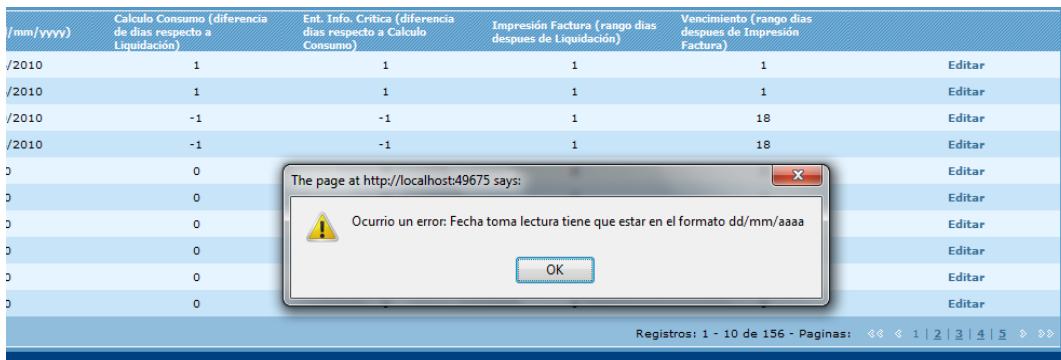 /mm/yyyy)
Calculo Consumo (diferencia
de dias respecto a
Liquidación)
Ent. Info. Critica (diferencia
dias respecto a Calculo
Consumo)
Impresión Factura (rango dias
despues de Liquidación)
Vencimiento (rango dias
despues de Impresión
Factura)
/2010 1 1 1 1 Editar
/2010 1 1 1 1 Editar
/2010 -1 -1 1 18 Editar
/2010 -1 -1 1 18 Editar
0 Editar
0 Editar
0 Editar
0 Editar
0 Editar
0 Editar
The page at http://localhost:49675 says:
Ocurrio un error: Fecha toma lectura tiene que estar en el formato dd/mm/aaaa
OK
Registros: 1 - 10 de 156 - Paginas: 1 | 2 | 3 | 4 | 5